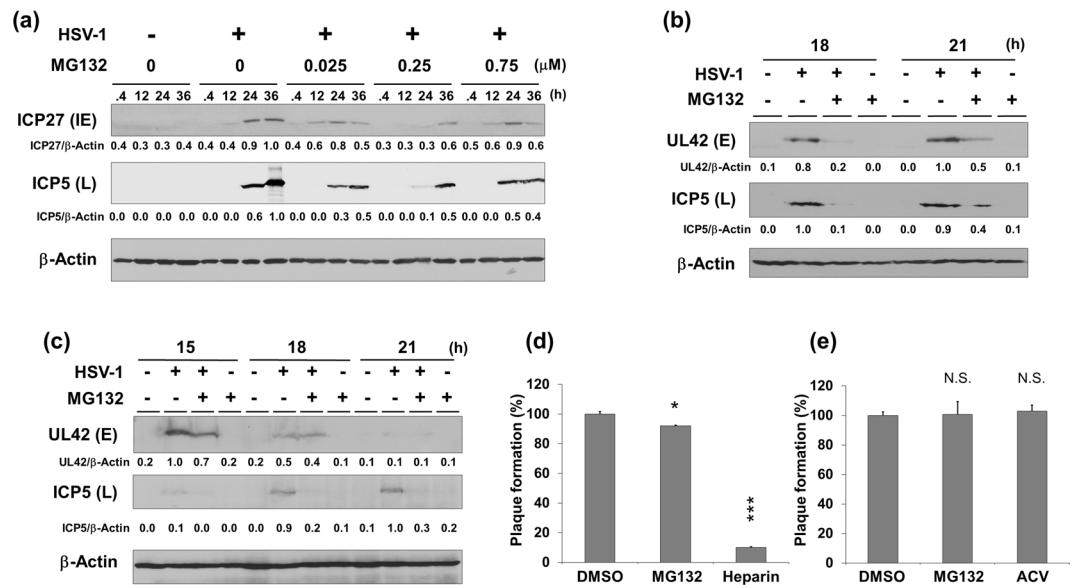 (a)
HSV-1 - + + + +
MG132 0 0 0.025 0.25 0.75 (μM)
.4 12 24 36 .4 12 24 36 .4 12 24 36 .4 12 24 36 .4 12 24 36 (h)
ICP27 (IE)
ICP27/β-Actin 0.4 0.3 0.3 0.4 0.4 0.4 0.9 1.0 0.4 0.6 0.8 0.5 0.3 0.3 0.3 0.6 0.4 0.6 0.9 0.6
ICP5 (L)
ICP5/β-Actin 0.0 0.0 0.0 0.0 0.0 0.0 0.6 1.0 0.0 0.0 0.3 0.5 0.0 0.0 0.1 0.5 0.0 0.0 0.5 0.4
β-Actin
(b)
18 21 (h)
HSV-1 - + + - - + + -
MG132 - - + + - - + +
UL42 (E)
UL42/β-Actin 0.1 0.8 0.2 0.0 0.0 1.0 0.5 0.1
ICP5 (L)
ICP5/β-Actin 0.0 1.0 0.1 0.0 0.0 0.9 0.4 0.1
β-Actin
(c)
15 18 21 (h)
HSV-1 - + + - - + + - - + + -
MG132 - - + + - - + + - - + +
UL42 (E)
UL42/β-Actin 0.2 1.0 0.7 0.2 0.2 0.5 0.4 0.1 0.1 0.1 0.1 0.1
ICP5 (L)
ICP5/β-Actin 0.0 0.1 0.0 0.0 0.0 0.9 0.2 0.1 0.1 1.0 0.3 0.2
β-Actin
(d)
Plaque formation (%)
120
100
80
60
40
20
0
*
***
DMSO MG132 Heparin
(e)
Plaque formation (%)
120
100
80
60
40
20
0
N.S. N.S.
DMSO MG132 ACV